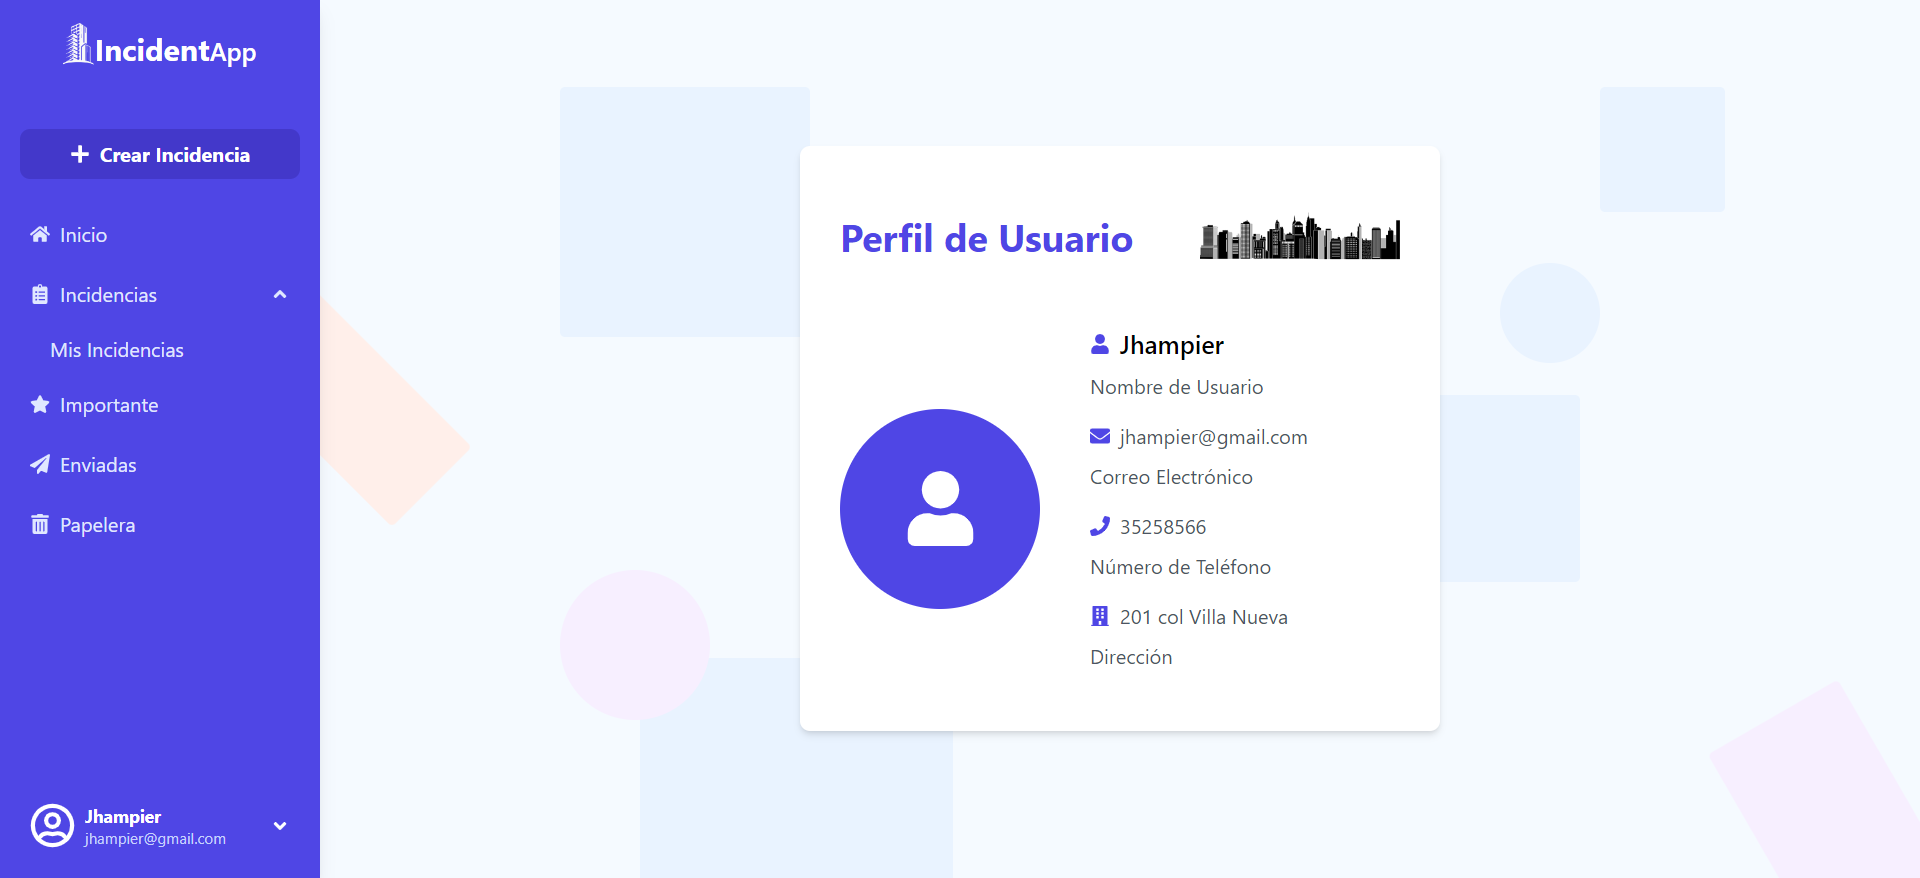 IncidentApp
Crear Incidencia
Inicio
Incidencias
Mis Incidencias
Importante
Enviadas
Papelera
Jhampier
jhampier@gmail.com
Perfil de Usuario
Jhampier
Nombre de Usuario
jhampier@gmail.com
Correo Electrónico
35258566
Número de Teléfono
201 col Villa Nueva
Dirección